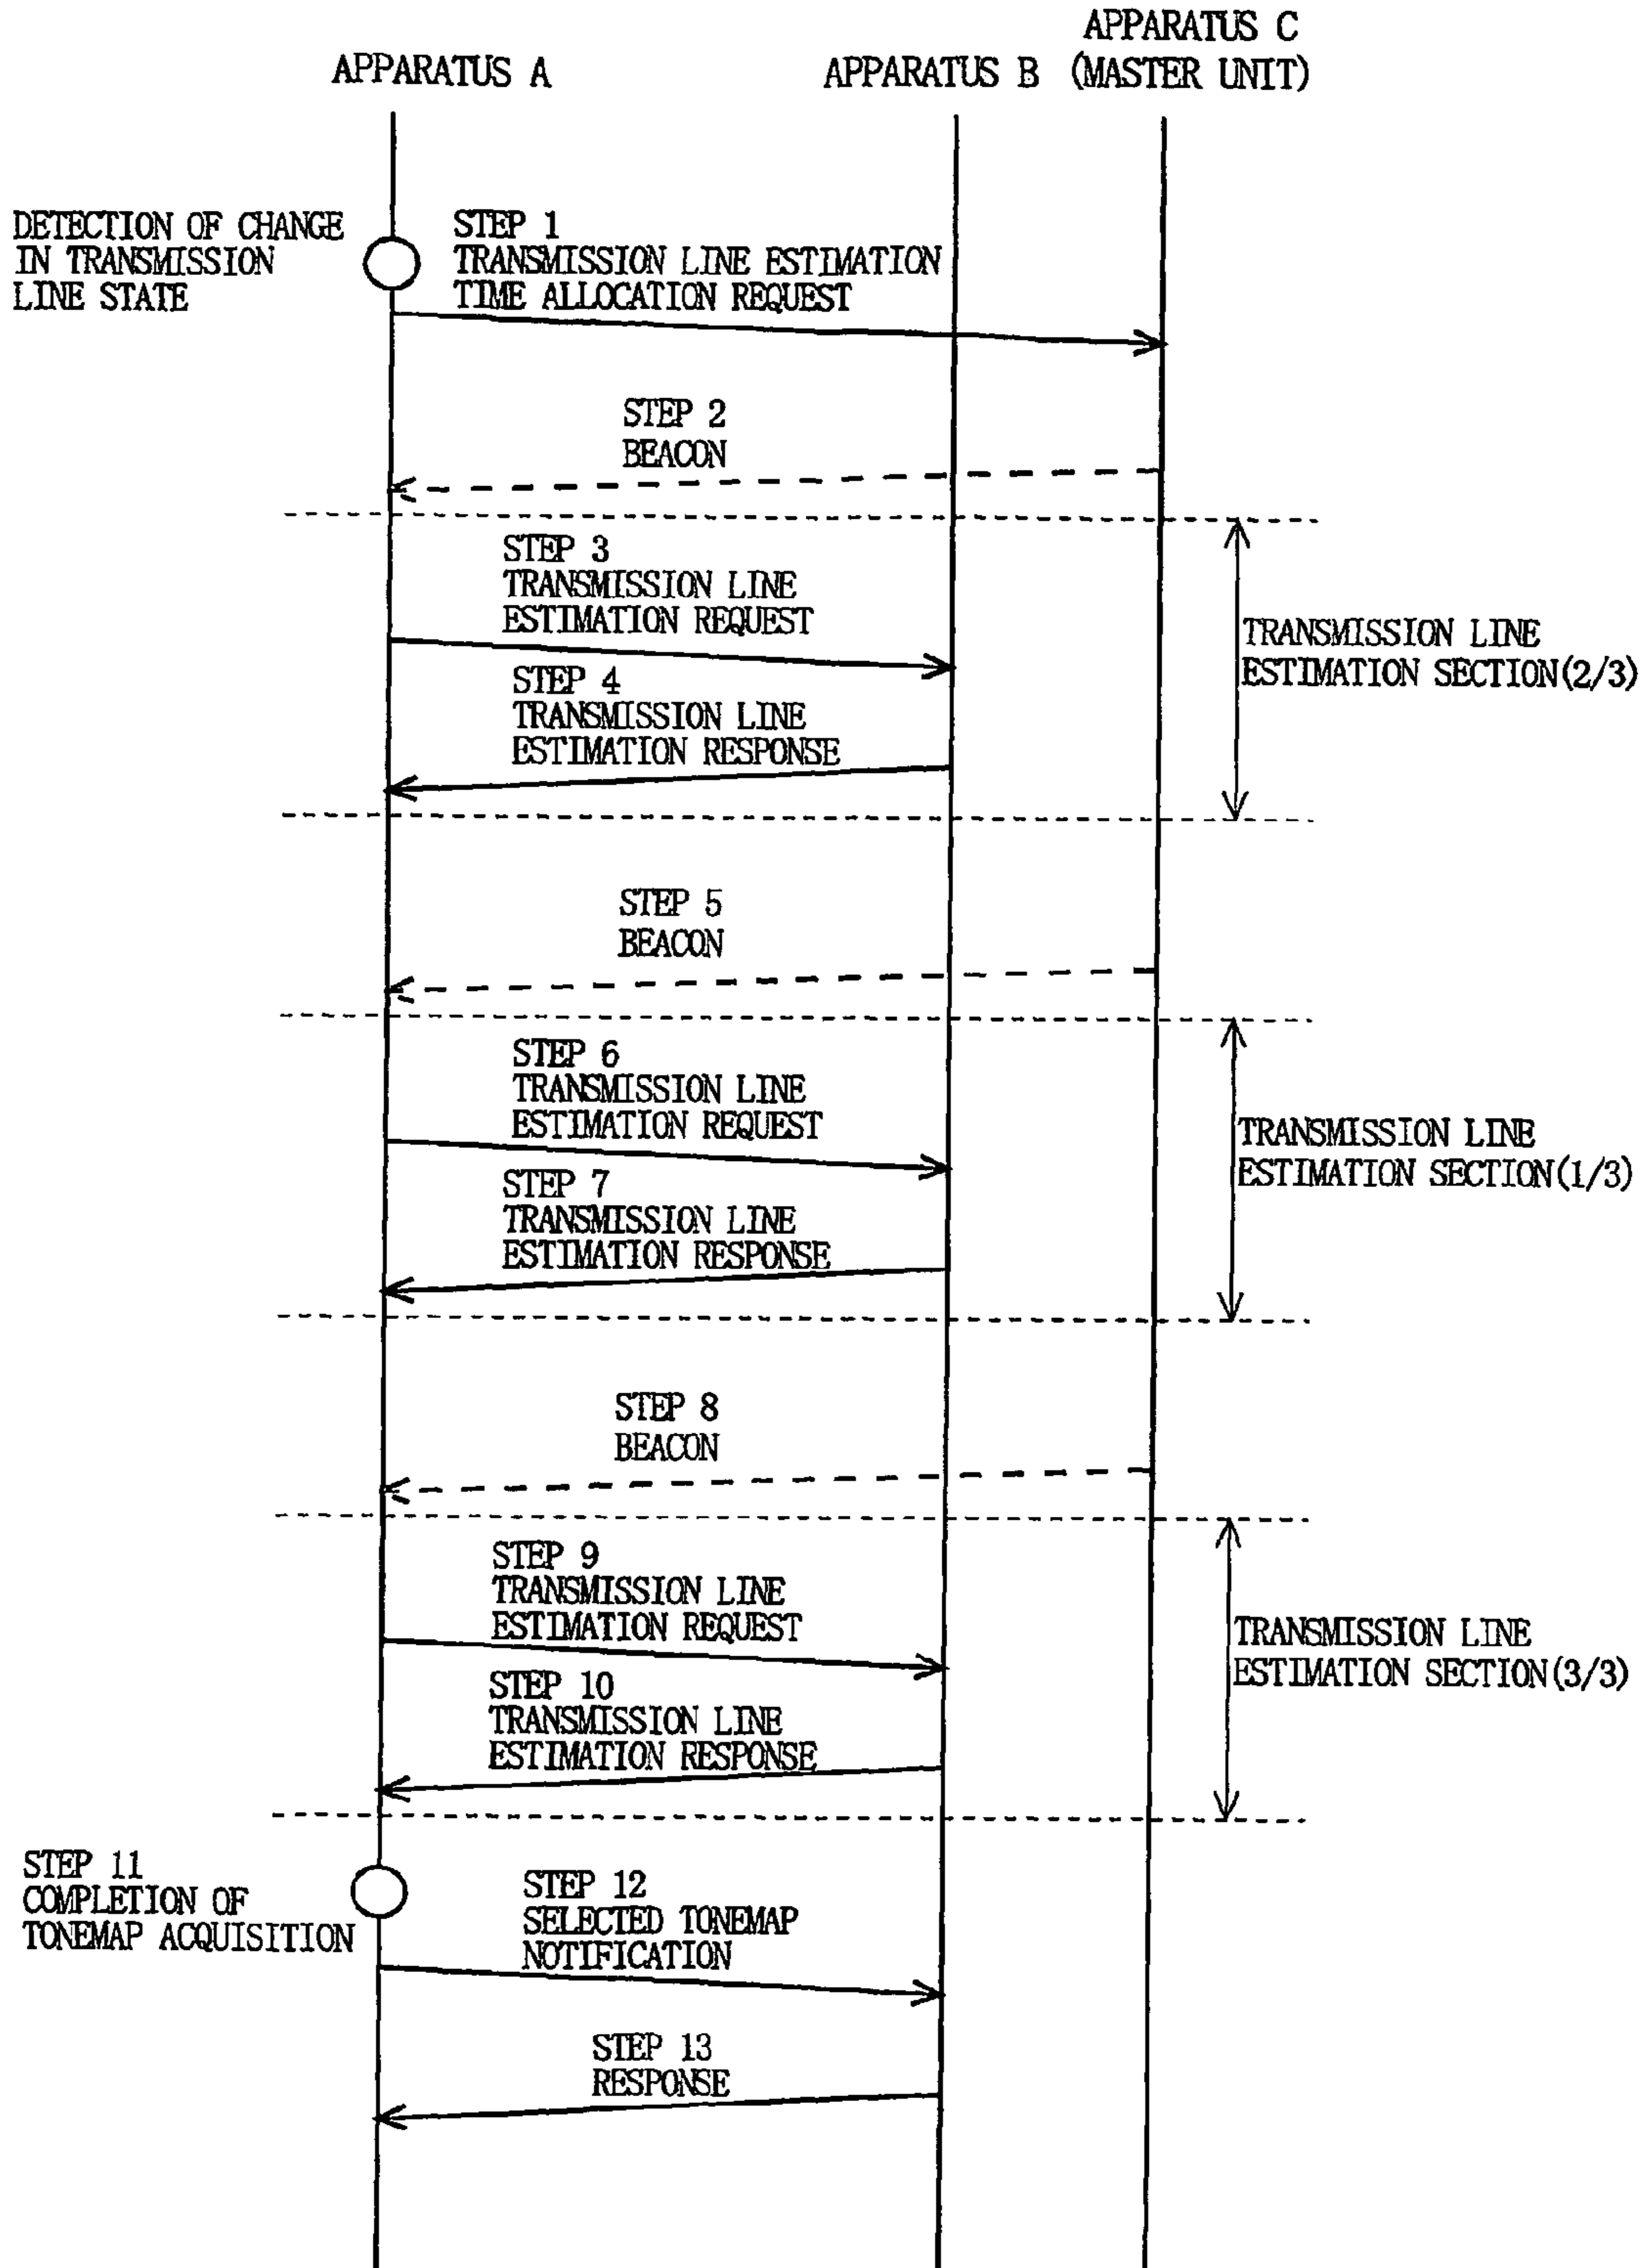 APPARATUS A
APPARATUS B
APPARATUS C
(MASTER UNIT)
DETECTION OF CHANGE
IN TRANSMISSION
LINE STATE
STEP 1
TRANSMISSION LINE ESTIMATION
TIME ALLOCATION REQUEST
STEP 2
BEACON
STEP 3
TRANSMISSION LINE
ESTIMATION REQUEST
STEP 4
TRANSMISSION LINE
ESTIMATION RESPONSE
TRANSMISSION LINE
ESTIMATION SECTION(2/3)
STEP 5
BEACON
STEP 6
TRANSMISSION LINE
ESTIMATION REQUEST
STEP 7
TRANSMISSION LINE
ESTIMATION RESPONSE
TRANSMISSION LINE
ESTIMATION SECTION(1/3)
STEP 8
BEACON
STEP 9
TRANSMISSION LINE
ESTIMATION REQUEST
STEP 10
TRANSMISSION LINE
ESTIMATION RESPONSE
TRANSMISSION LINE
ESTIMATION SECTION(3/3)
STEP 11
COMPLETION OF
TONEMAP ACQUISITION
STEP 12
SELECTED TONEMAP
NOTIFICATION
STEP 13
RESPONSE